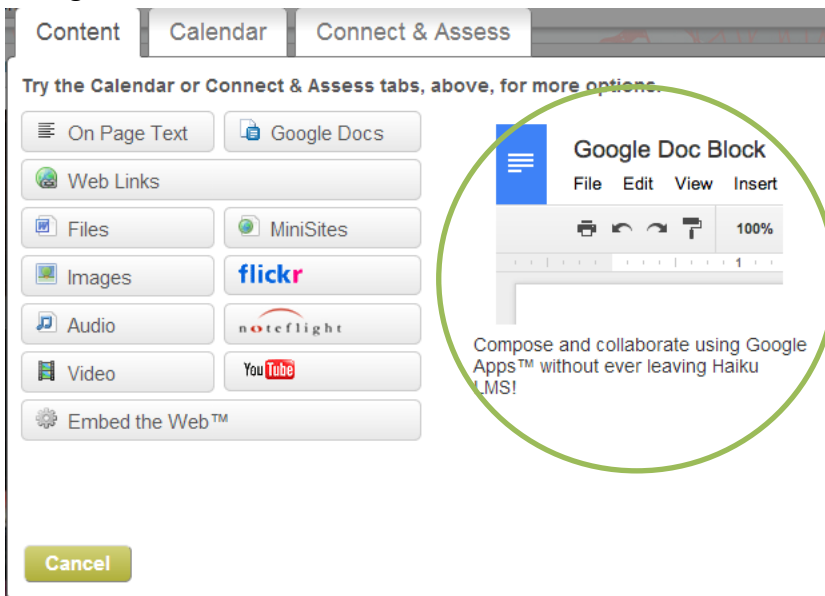 Content Calendar Connect & Assess
Try the Calendar or Connect & Assess tabs, above, for more options.
On Page Text Google Docs
Web Links
Files MiniSites
Images flickr
Audio noteflight
Video YouTube
Embed the Web™
Google Doc Block
File Edit View Insert
100%
1
Compose and collaborate using Google
Apps™ without ever leaving Haiku
LMS!
Cancel